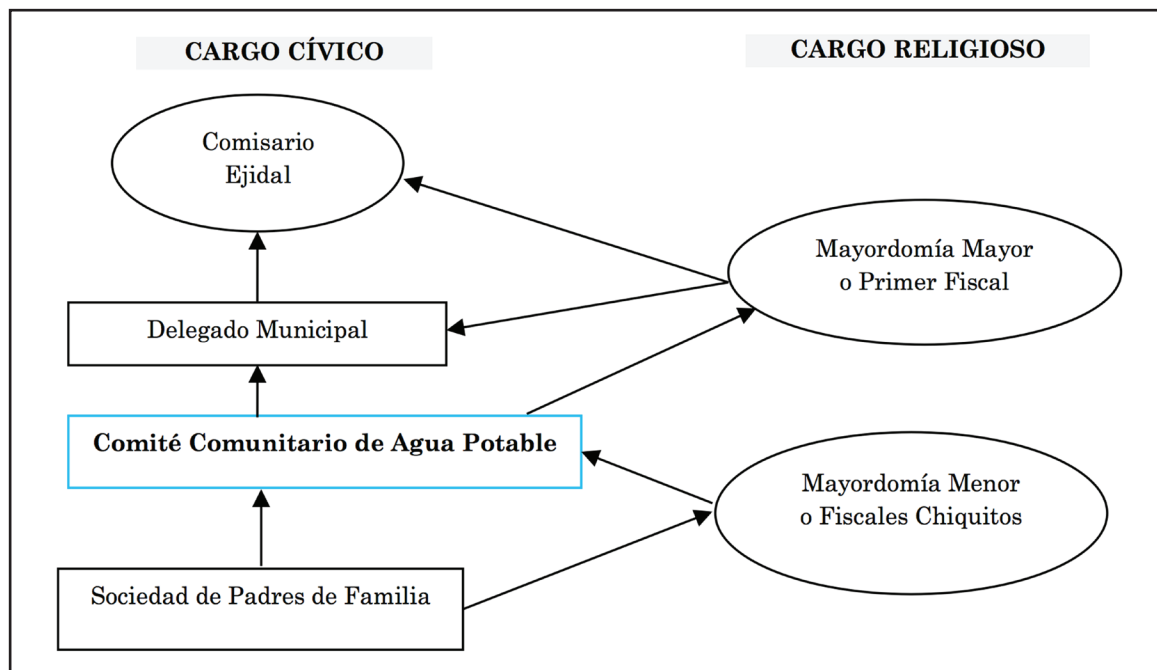 CARGO CÍVICO
CARGO RELIGIOSO
Comisario
Ejidal
Mayordomía Mayor
o Primer Fiscal
Delegado Municipal
Comité Comunitario de Agua Potable
Mayordomía Menor
o Fiscales Chiquitos
Sociedad de Padres de Familia